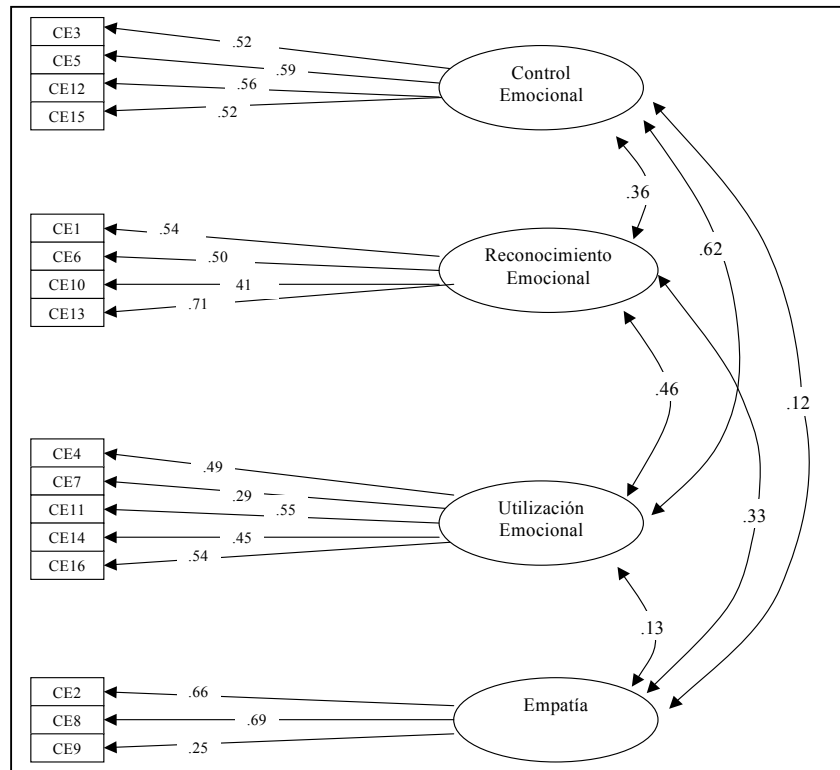 CE3
CE5
CE12
CE15
.52
.59
.56
.52
Control
Emocional
.36
.62
.12
CE1
CE6
CE10
CE13
.54
.50
41
.71
Reconocimiento
Emocional
.46
.33
CE4
CE7
CE11
CE14
CE16
.49
.29
.55
.45
.54
Utilización
Emocional
.13
CE2
CE8
CE9
.66
.69
.25
Empatía